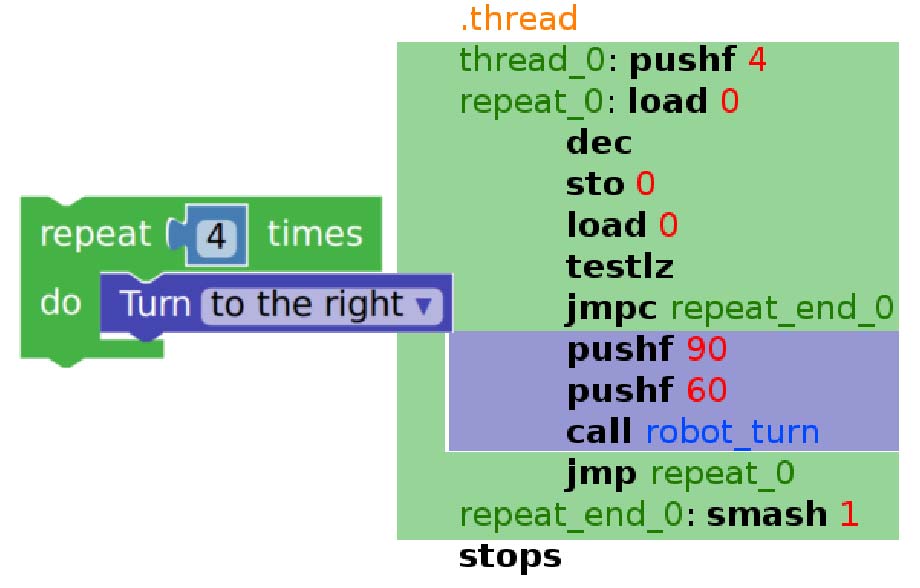 repeat 4 times
do Turn to the right ▼
.thread
thread_0: pushf 4
repeat_0: load 0
dec
sto 0
load 0
testlz
jmpc repeat_end_0
pushf 90
pushf 60
call robot_turn
jmp repeat_0
repeat_end_0: smash 1
stops